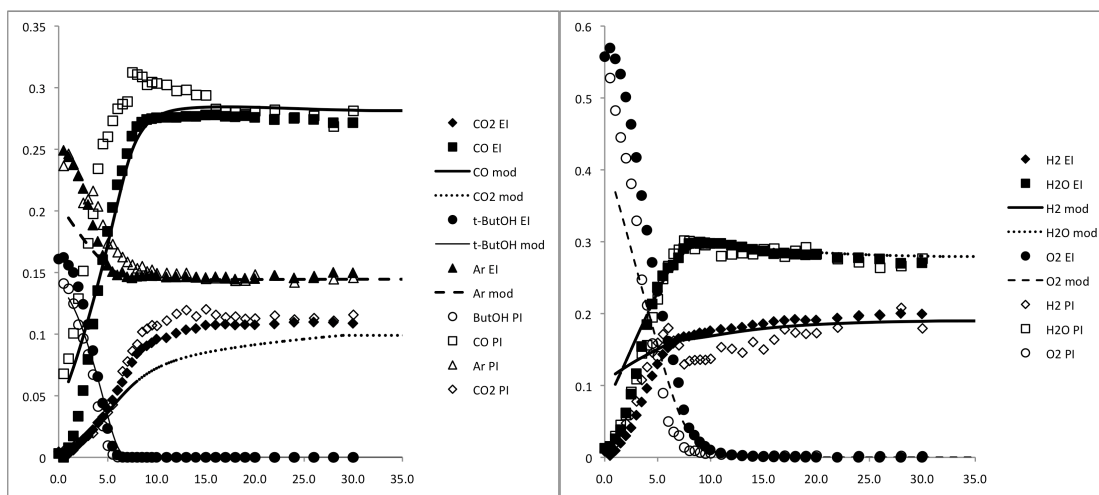 0.35
0.3
0.25
0.2
0.15
0.1
0.05
0
0.0 5.0 10.0 15.0 20.0 25.0 30.0 35.0
CO2 EI
CO EI
CO mod
CO2 mod
t-ButOH EI
t-ButOH mod
Ar EI
Ar mod
ButOH PI
CO PI
Ar PI
CO2 PI
0.6
0.5
0.4
0.3
0.2
0.1
0
0.0 5.0 10.0 15.0 20.0 25.0 30.0 35.0
H2 EI
H2O EI
H2 mod
H2O mod
O2 EI
O2 mod
H2 PI
H2O PI
O2 PI